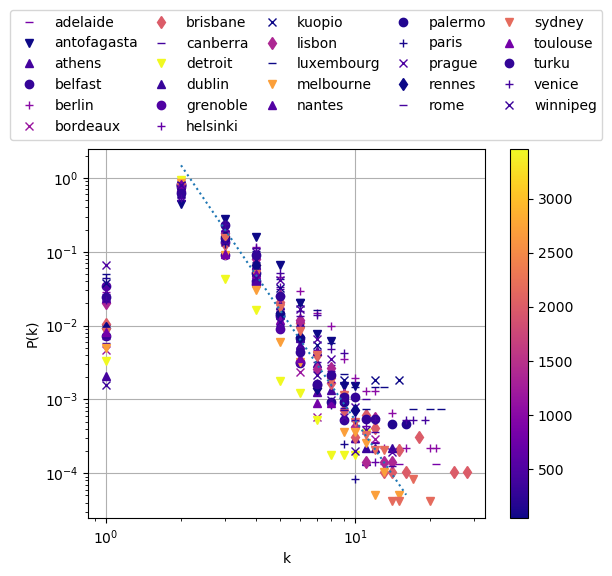 adelaide brisbane kuopio palermo sydney
antofagasta canberra lisbon paris toulouse
athens detroit luxembourg prague turku
belfast dublin melbourne rennes venice
berlin grenoble nantes rome winnipeg
bordeaux helsinki
10⁰
10⁻¹
10⁻²
10⁻³
10⁻⁴
P(k)
10⁰ 10¹
k
3000
2500
2000
1500
1000
500